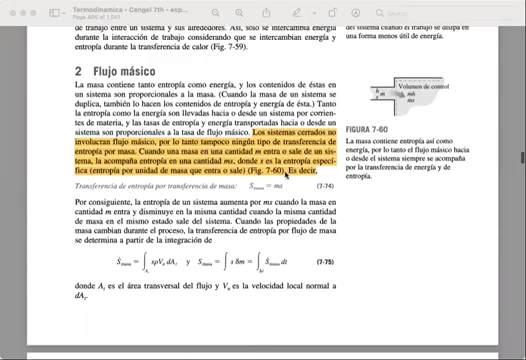 Termodinamica - Cengel 7th - esp...
Search
de trabajo entre un sistema y sus alrededores. Así, sólo se intercambia energía
durante la interacción de trabajo considerando que se intercambian energía y
entropía durante la transferencia de calor (Fig. 7-59).
del sistema cuando el trabajo se disipa en
una forma menos útil de energía.
2 Flujo másico
La masa contiene tanto entropía como energía, y los contenidos de éstas en
un sistema son proporcionales a la masa. (Cuando la masa de un sistema se
duplica, también lo hacen los contenidos de entropía y energía de ésta.) Tanto
la entropía como la energía son llevadas hacia o desde un sistema por corrien-
tes de materia, y las tasas de entropía y energía transportadas hacia o desde un
sistema son proporcionales a la tasa de flujo másico. Los sistemas cerrados no
involucran flujo másico, por lo tanto tampoco ningún tipo de transferencia de
entropía por masa. Cuando una masa en una cantidad m entra o sale de un sis-
tema, la acompaña entropía en una cantidad ms, donde s es la entropía especí-
fica (entropía por unidad de masa que entra o sale) (Fig. 7-60). Es decir,
Transferencia de entropía por transferencia de masa: S masa = ms (7-74)
Por consiguiente, la entropía de un sistema aumenta por ms cuando la masa en
cantidad m entra y disminuye en la misma cantidad cuando la misma cantidad
de masa en el mismo estado sale del sistema. Cuando las propiedades de la
masa cambian durante el proceso, la transferencia de entropía por flujo de masa
se determina a partir de la integración de
Ṡ masa = ∫ sρVn dAt y S masa = ∫ s δm = ∫ Ṡ masa dt (7-75)
donde At es el área transversal del flujo y Vn es la velocidad local normal a
dAt.
Volumen de control
h
s
m
mh
ms
FIGURA 7-60
La masa contiene entropía así como
energía, por lo tanto el flujo másico hacia
o desde el sistema siempre se acompaña
por la transferencia de energía y de
entropía.